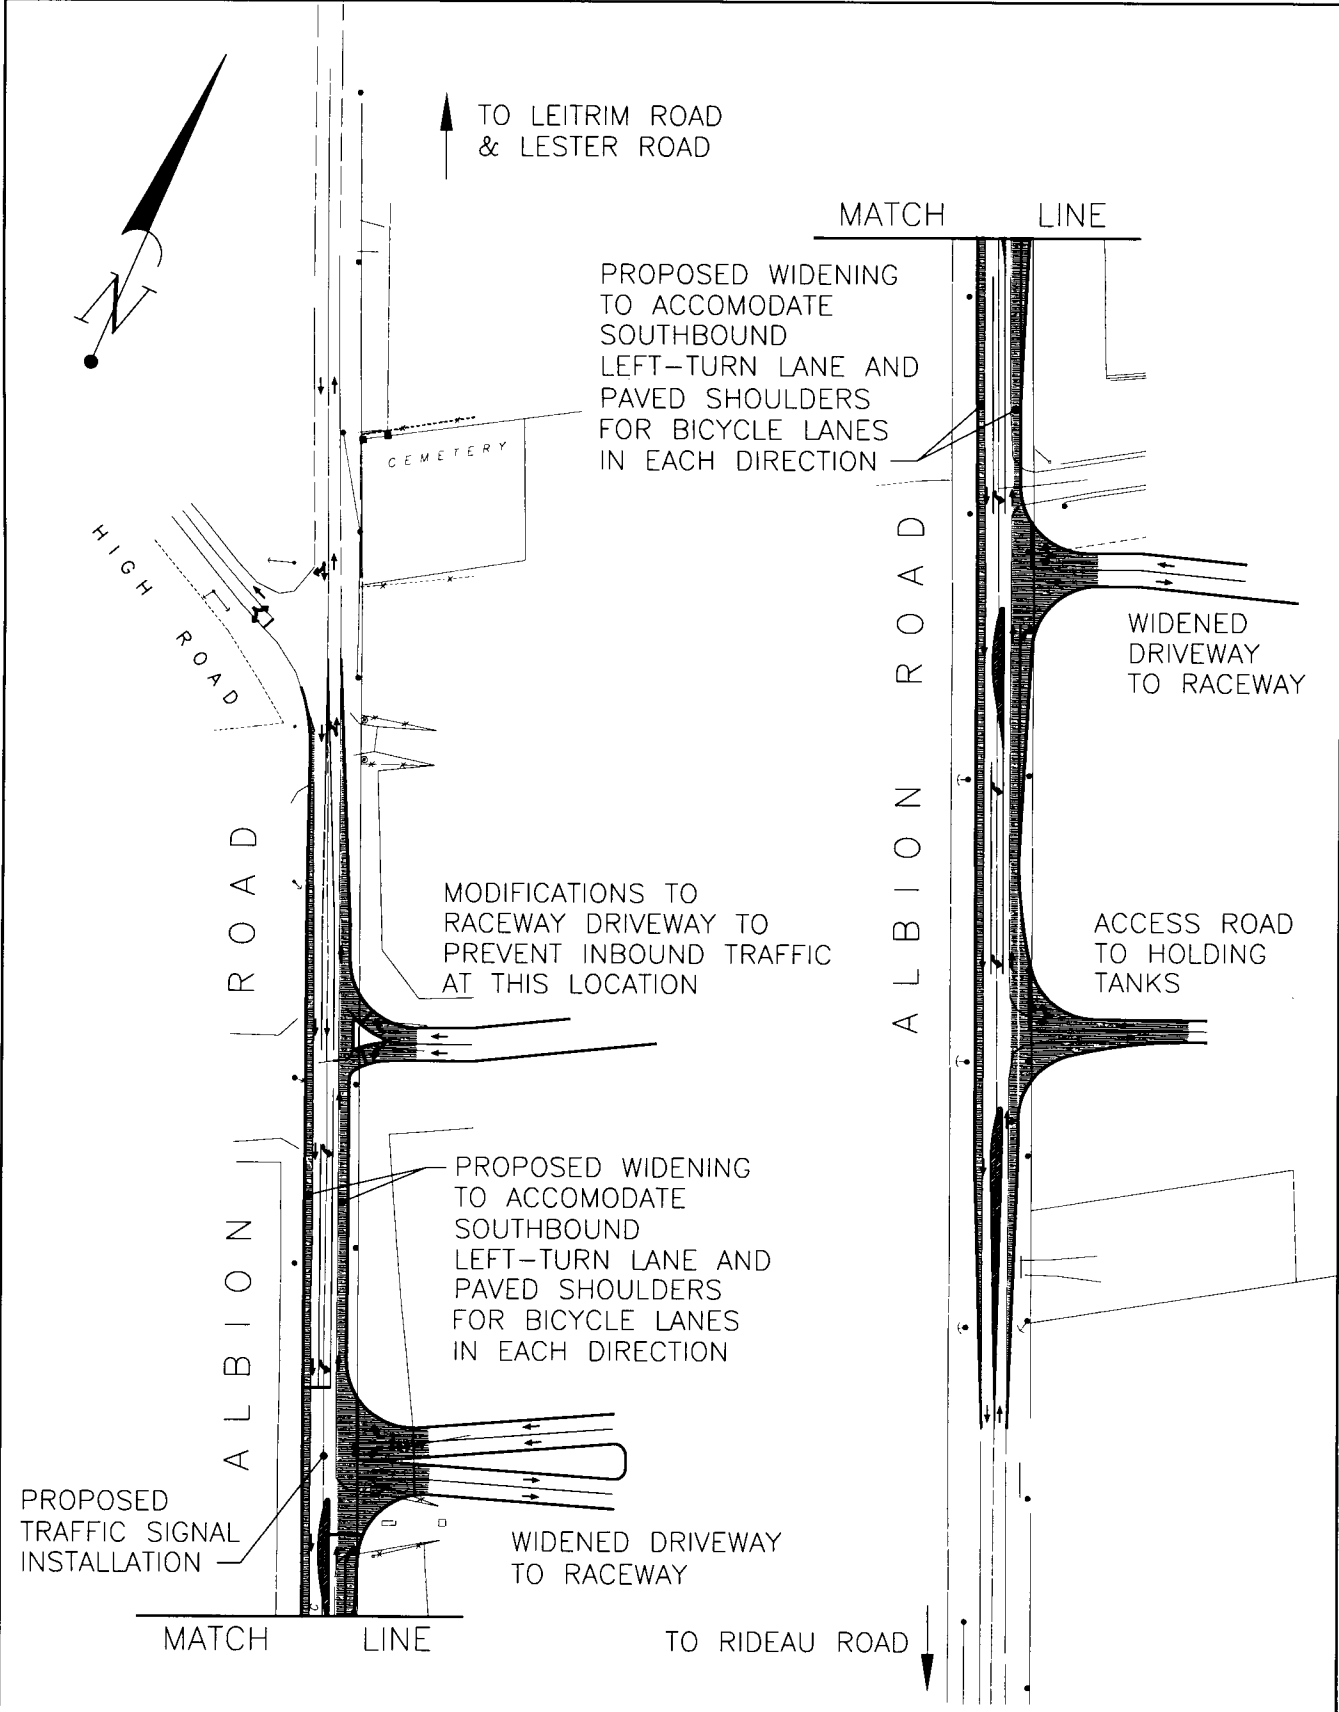 TO LEITRIM ROAD
& LESTER ROAD
N
CEMETERY
HIGH ROAD
ALBION ROAD
MODIFICATIONS TO
RACEWAY DRIVEWAY TO
PREVENT INBOUND TRAFFIC
AT THIS LOCATION
PROPOSED WIDENING
TO ACCOMODATE
SOUTHBOUND
LEFT-TURN LANE AND
PAVED SHOULDERS
FOR BICYCLE LANES
IN EACH DIRECTION
PROPOSED
TRAFFIC SIGNAL
INSTALLATION
WIDENED DRIVEWAY
TO RACEWAY
MATCH LINE
MATCH LINE
PROPOSED WIDENING
TO ACCOMODATE
SOUTHBOUND
LEFT-TURN LANE AND
PAVED SHOULDERS
FOR BICYCLE LANES
IN EACH DIRECTION
ALBION ROAD
WIDENED
DRIVEWAY
TO RACEWAY
ACCESS ROAD
TO HOLDING
TANKS
TO RIDEAU ROAD